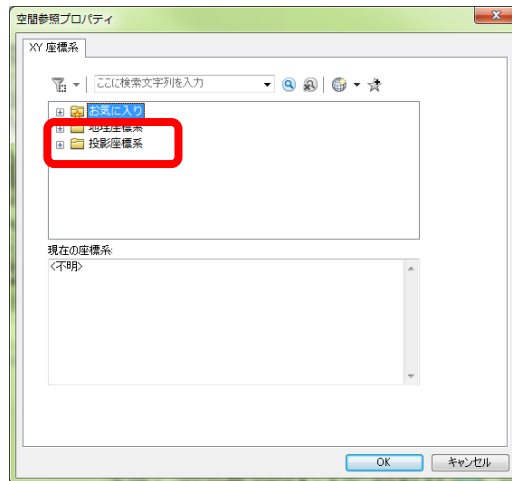 空間参照プロパティ
XY 座標系
ここに検索文字列を入力
お気に入り
地理座標系
投影座標系
現在の座標系:
<不明>
OK キャンセル